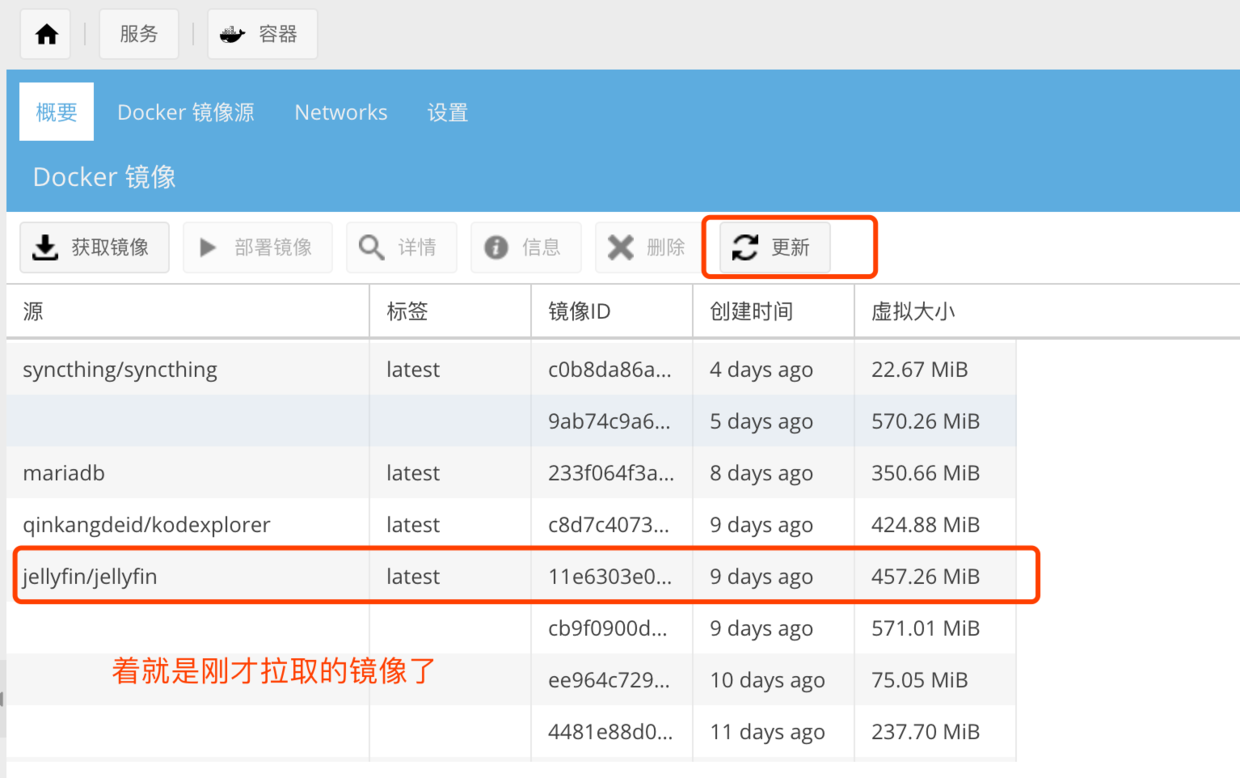 服务 容器
概要 Docker 镜像源 Networks 设置
Docker 镜像
获取镜像 部署镜像 详情 信息 删除 更新
源 标签 镜像ID 创建时间 虚拟大小
syncthing/syncthing latest c0b8da86a... 4 days ago 22.67 MiB
9ab74c9a6... 5 days ago 570.26 MiB
mariadb latest 233f064f3a... 8 days ago 350.66 MiB
qinkangdeid/kodexplorer latest c8d7c4073... 9 days ago 424.88 MiB
jellyfin/jellyfin latest 11e6303e0... 9 days ago 457.26 MiB
cb9f0900d... 9 days ago 571.01 MiB
着就是刚才拉取的镜像了
ee964c729... 10 days ago 75.05 MiB
4481e88d0... 11 days ago 237.70 MiB